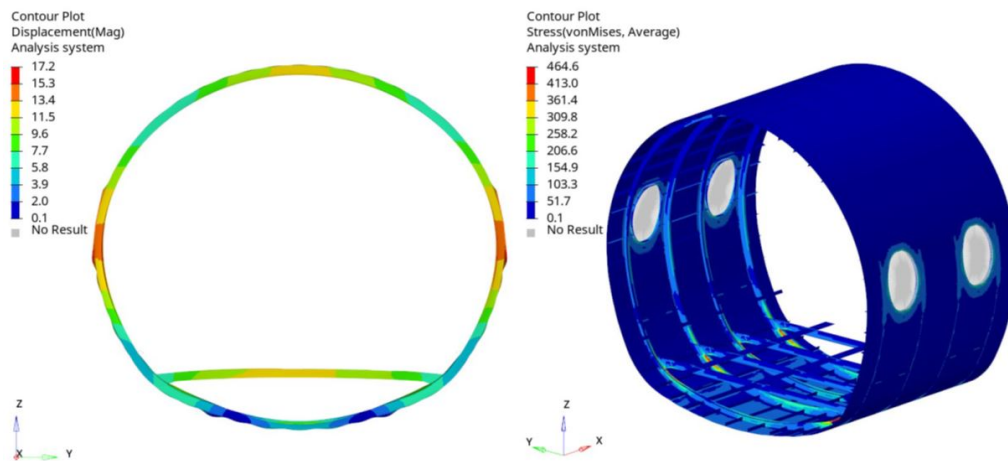 Contour Plot
Displacement(Mag)
Analysis system
17.2
15.3
13.4
11.5
9.6
7.7
5.8
3.9
2.0
0.1
No Result
Z
X
Y
Contour Plot
Stress(vonMises, Average)
Analysis system
464.6
413.0
361.4
309.8
258.2
206.6
154.9
103.3
51.7
0.1
No Result
Z
Y
X